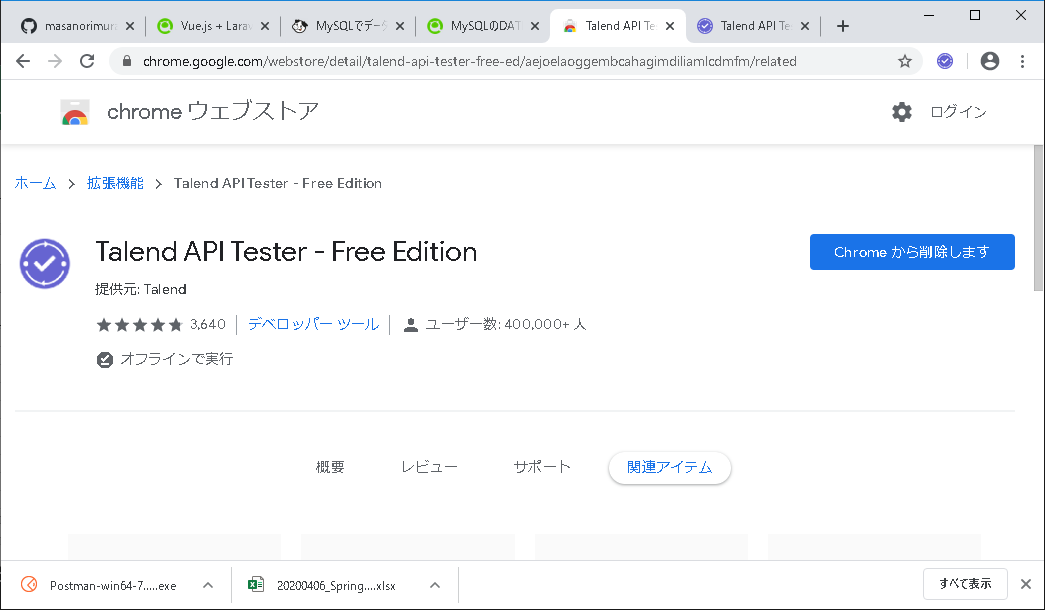 masanorimura
Vue.js + Larav
MySQLでデータ
MySQLのDAT
Talend API Te
Talend API Te
chrome.google.com/webstore/detail/talend-api-tester-free-ed/aejoelaoggembcahagimdiliamlcdmfm/related
chrome ウェブストア
ログイン
ホーム > 拡張機能 > Talend API Tester - Free Edition
Talend API Tester - Free Edition
Chrome から削除します
提供元: Talend
3,640
デベロッパー ツール
ユーザー数: 400,000+ 人
オフラインで実行
概要
レビュー
サポート
関連アイテム
Postman-win64-7.....exe
20200406_Spring....xlsx
すべて表示